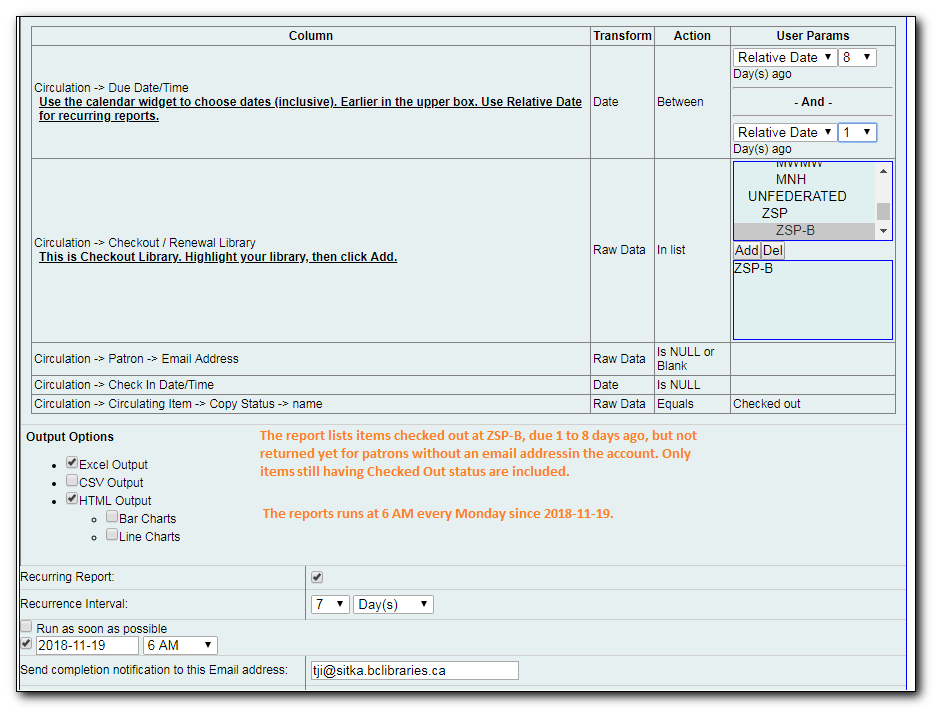 Column Transform Action User Params
Relative Date 8
Day(s) ago
Circulation -> Due Date/Time
Use the calendar widget to choose dates (inclusive). Earlier in the upper box. Use Relative Date
for recurring reports.
Date
Between
- And -
Relative Date 1
Day(s) ago
MWMW
MNH
UNFEDERATED
ZSP
ZSP-B
Circulation -> Checkout / Renewal Library
This is Checkout Library. Highlight your library, then click Add.
Raw Data
In list
Add Del
ZSP-B
Circulation -> Patron -> Email Address Raw Data Is NULL or
Blank
Circulation -> Check In Date/Time Date Is NULL
Circulation -> Circulating Item -> Copy Status -> name Raw Data Equals Checked out
Output Options
Excel Output
CSV Output
HTML Output
Bar Charts
Line Charts
The report lists items checked out at ZSP-B, due 1 to 8 days ago, but not
returned yet for patrons without an email addressin the account. Only
items still having Checked Out status are included.
The reports runs at 6 AM every Monday since 2018-11-19.
Recurring Report:
Recurrence Interval: 7 Day(s)
Run as soon as possible
2018-11-19 6 AM
Send completion notification to this Email address: tji@sitka.bclibraries.ca